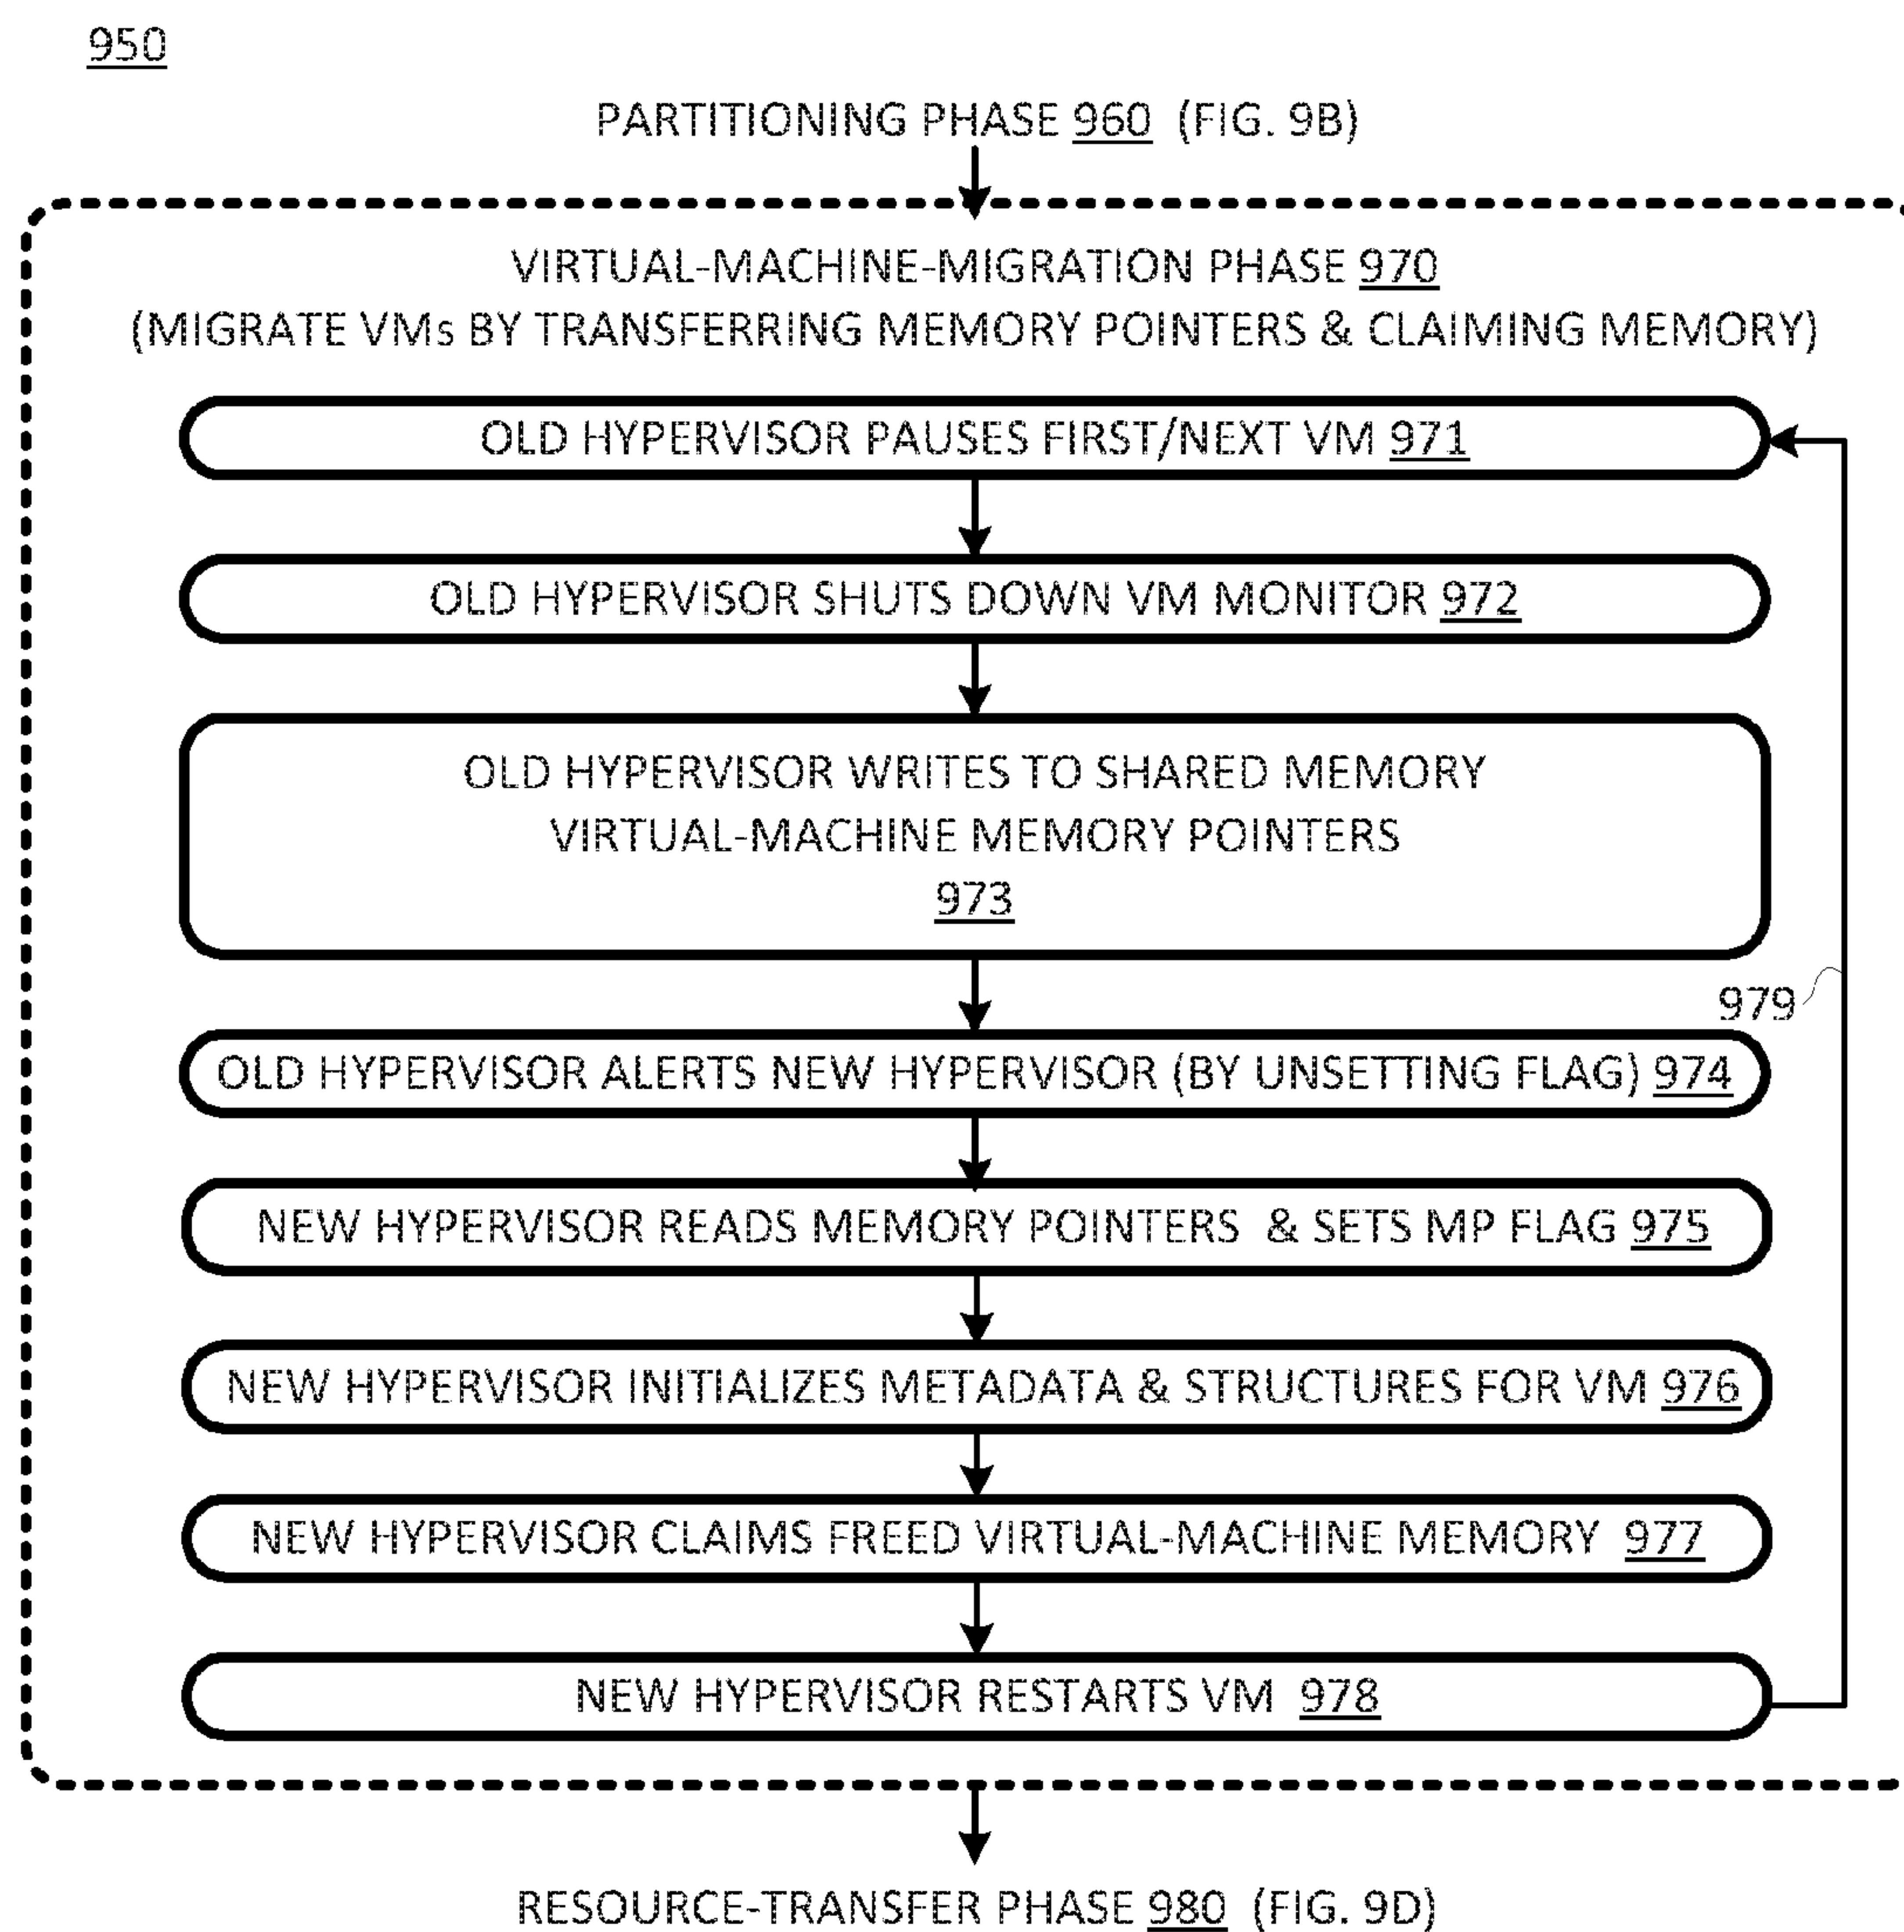 950
PARTITIONING PHASE 960 (FIG. 9B)
VIRTUAL-MACHINE-MIGRATION PHASE 970
(MIGRATE VMs BY TRANSFERRING MEMORY POINTERS & CLAIMING MEMORY)
OLD HYPERVISOR PAUSES FIRST/NEXT VM 971
OLD HYPERVISOR SHUTS DOWN VM MONITOR 972
OLD HYPERVISOR WRITES TO SHARED MEMORY
VIRTUAL-MACHINE MEMORY POINTERS
973
979
OLD HYPERVISOR ALERTS NEW HYPERVISOR (BY UNSETTING FLAG) 974
NEW HYPERVISOR READS MEMORY POINTERS & SETS MP FLAG 975
NEW HYPERVISOR INITIALIZES METADATA & STRUCTURES FOR VM 976
NEW HYPERVISOR CLAIMS FREED VIRTUAL-MACHINE MEMORY 977
NEW HYPERVISOR RESTARTS VM 978
RESOURCE-TRANSFER PHASE 980 (FIG. 9D)